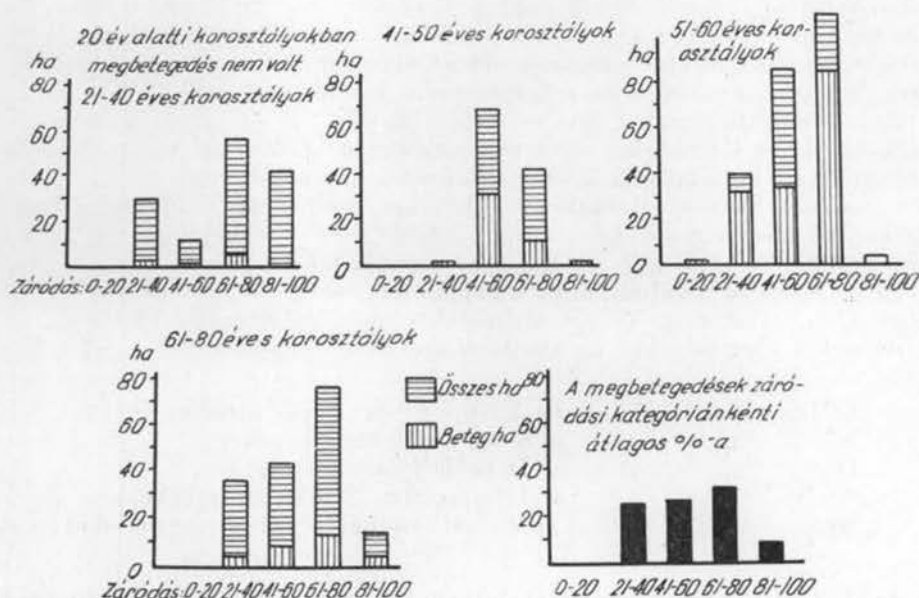 20 év alatti korosztályokban
megbetegedés nem volt
21-40 éves korosztályok
ha
80
60
40
20
0
Záródás: 0-20 21-40 41-60 61-80 81-100
41-50 éves korosztályok
ha
80
60
40
20
0
0-20 21-40 41-60 61-80 81-100
51-60 éves kor-
osztályok
ha
80
60
40
20
0
0-20 21-40 41-60 61-80 81-100
61-80 éves korosztályok
ha
80
60
40
20
0
Záródás: 0-20 21-40 41-60 61-80 81-100
Összes ha
Beteg ha
A megbetegedések záró-
dási kategóriánkénti
átlagos %-a.
80
60
40
20
0-20 21-40 41-60 61-80 81-100